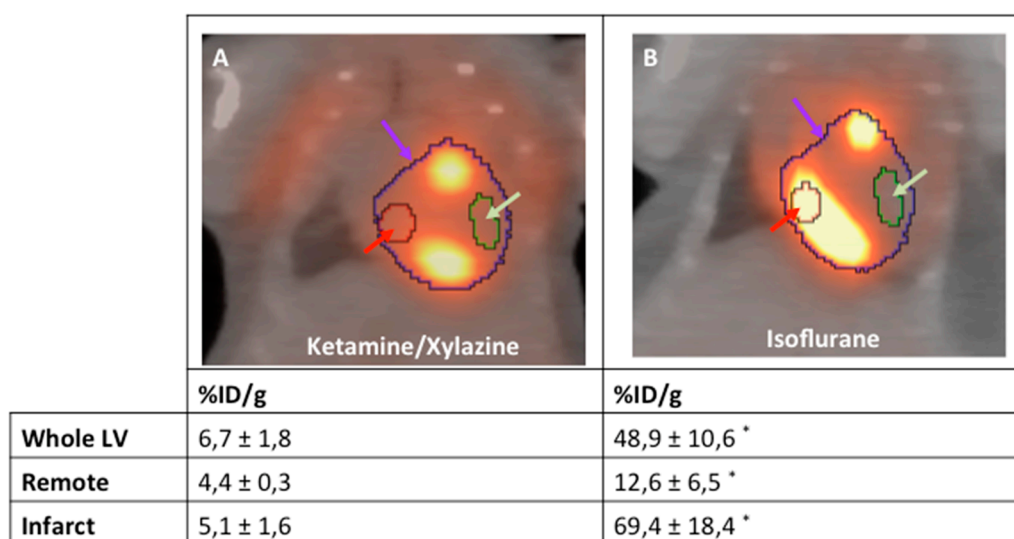 A
B
Ketamine/Xylazine
Isoflurane
%ID/g %ID/g
Whole LV 6,7 ± 1,8 48,9 ± 10,6 *
Remote 4,4 ± 0,3 12,6 ± 6,5 *
Infarct 5,1 ± 1,6 69,4 ± 18,4 *